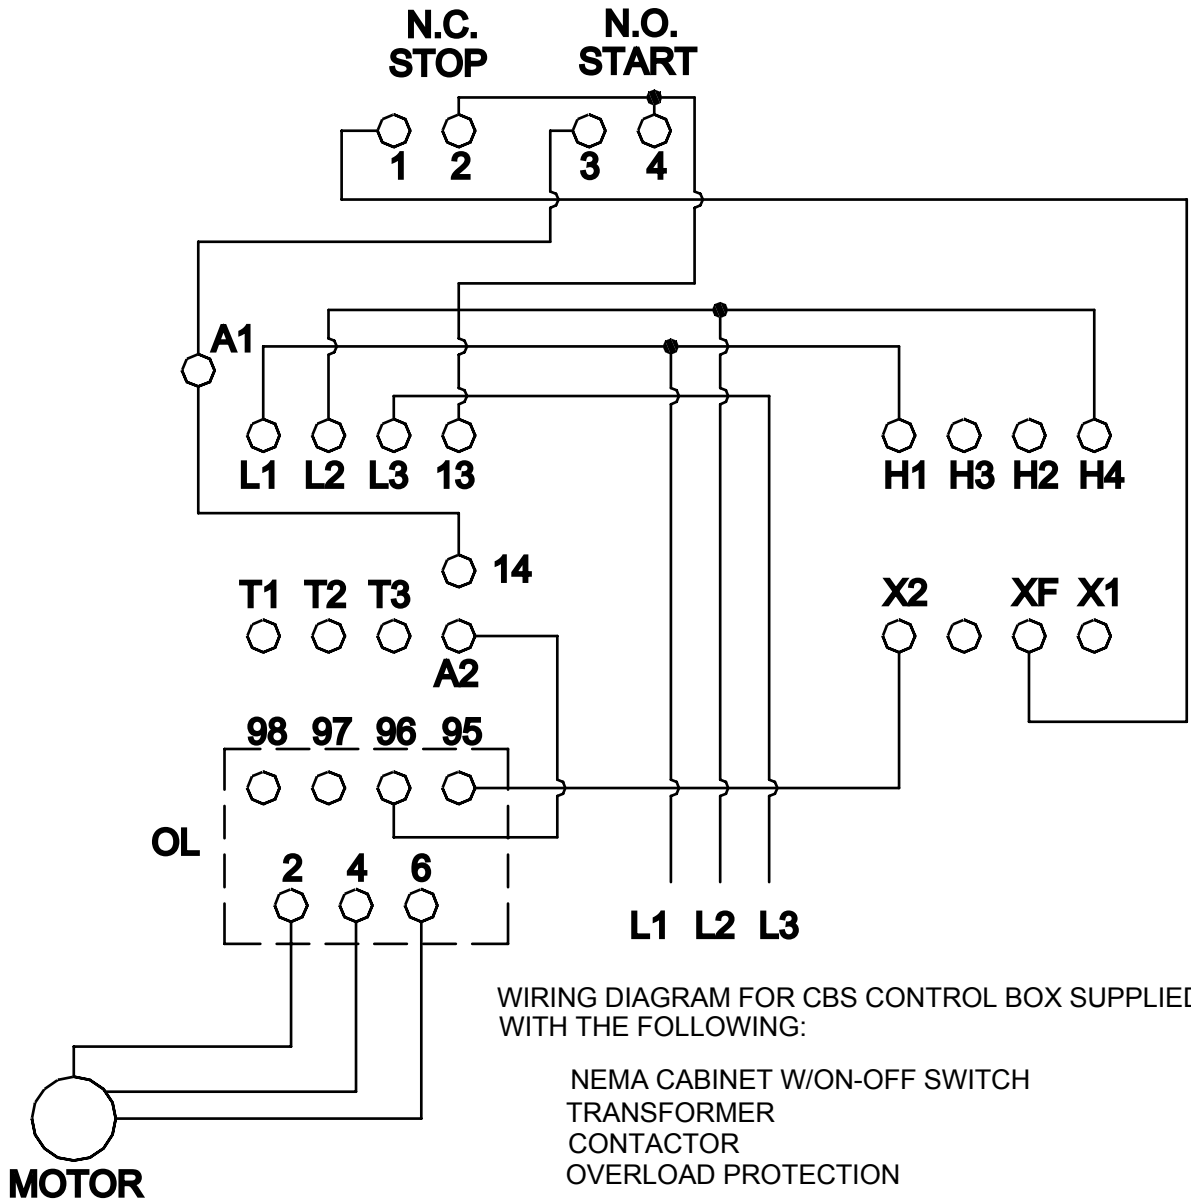 N.C. N.O.
STOP START
1 2 3 4
A1
L1 L2 L3 13 H1 H3 H2 H4
14
T1 T2 T3 X2 XF X1
A2
98 97 96 95
OL
2 4 6
L1 L2 L3
WIRING DIAGRAM FOR CBS CONTROL BOX SUPPLIED
WITH THE FOLLOWING:
NEMA CABINET W/ON-OFF SWITCH
TRANSFORMER
CONTACTOR
OVERLOAD PROTECTION
MOTOR